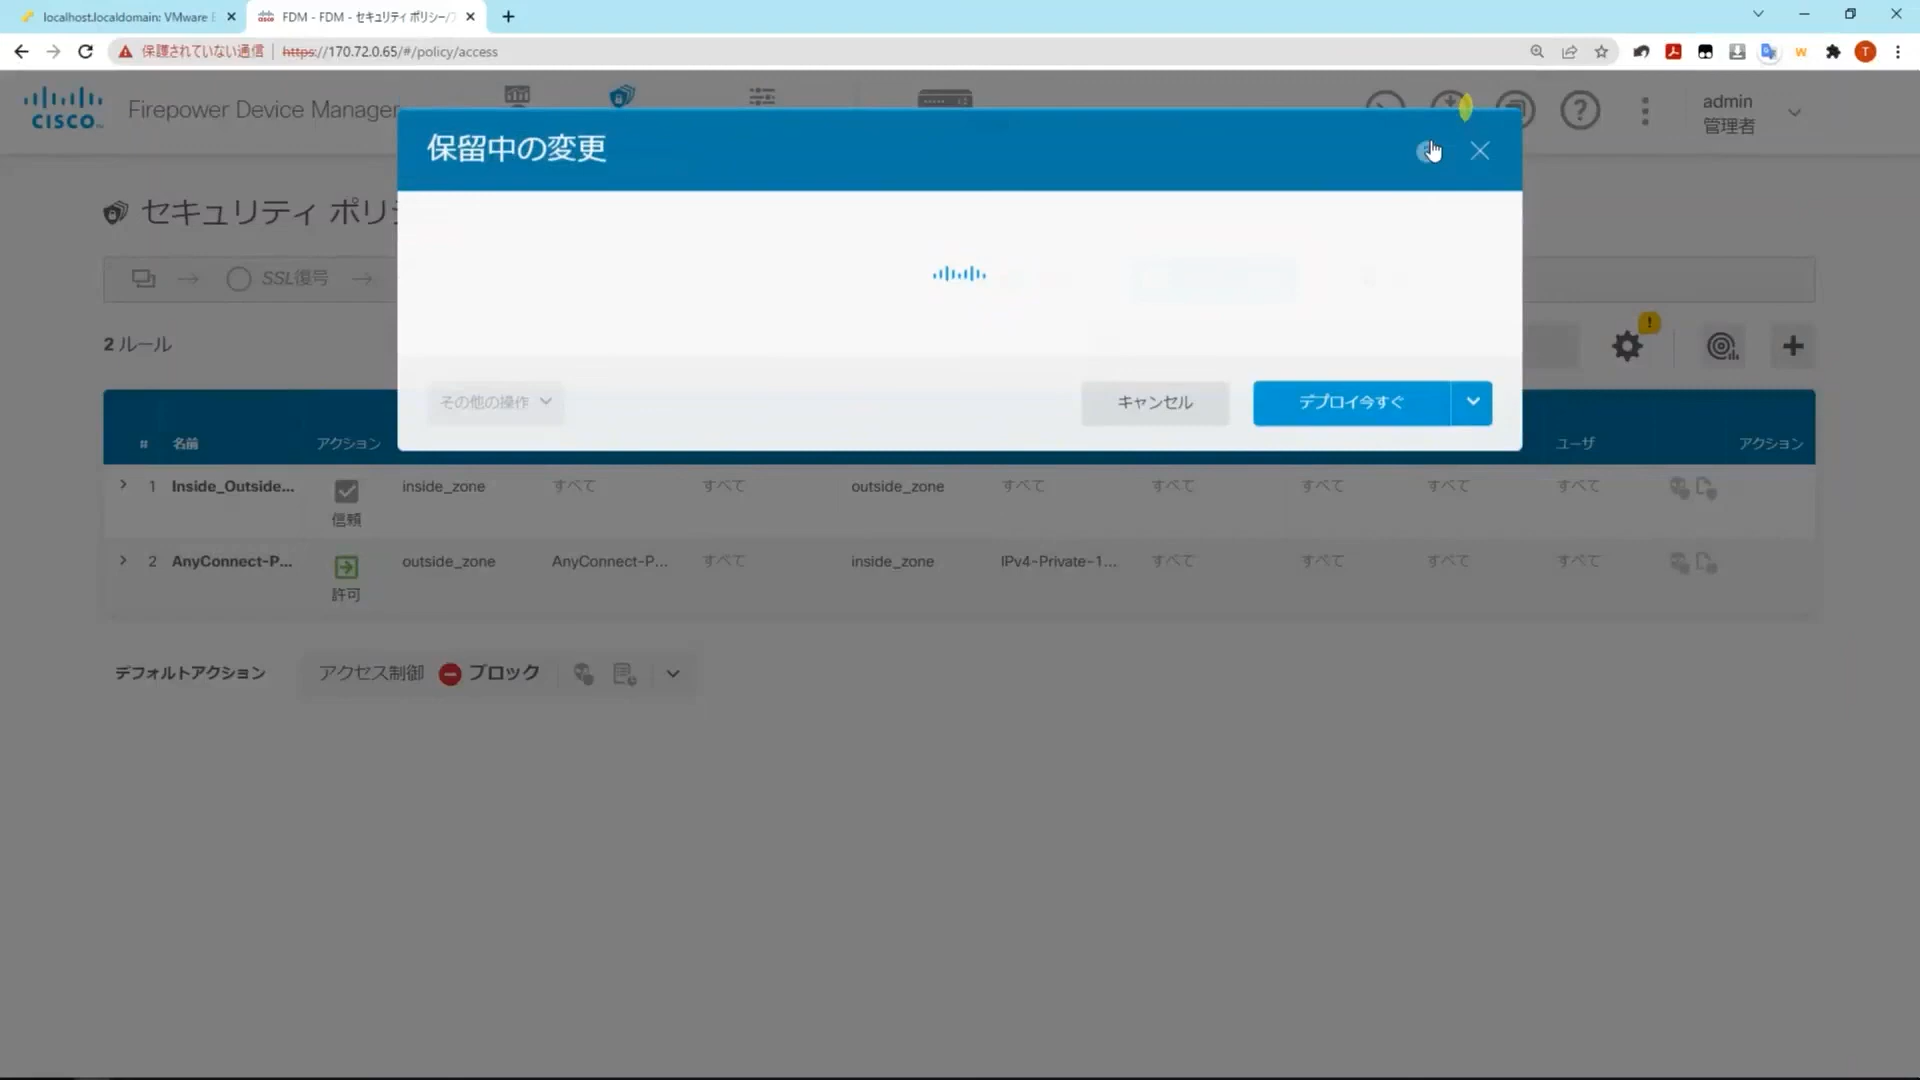 localhost.localdomain: VMware E
FDM - FDM - セキュリティ ポリシー/ア
保護されていない通信 | https://170.72.0.65/#/policy/access
CISCO Firepower Device Manager
admin
管理者
保留中の変更
セキュリティ ポリシ
SSL復号
2 ルール
その他の操作
キャンセル
デプロイ今すぐ
# 名前 アクション ユーザ アクション
1 Inside_Outside... 信頼 inside_zone すべて すべて outside_zone すべて すべて すべて すべて すべて
2 AnyConnect-P... 許可 outside_zone AnyConnect-P... すべて inside_zone IPv4-Private-1... すべて すべて すべて すべて
デフォルトアクション アクセス制御 ブロック